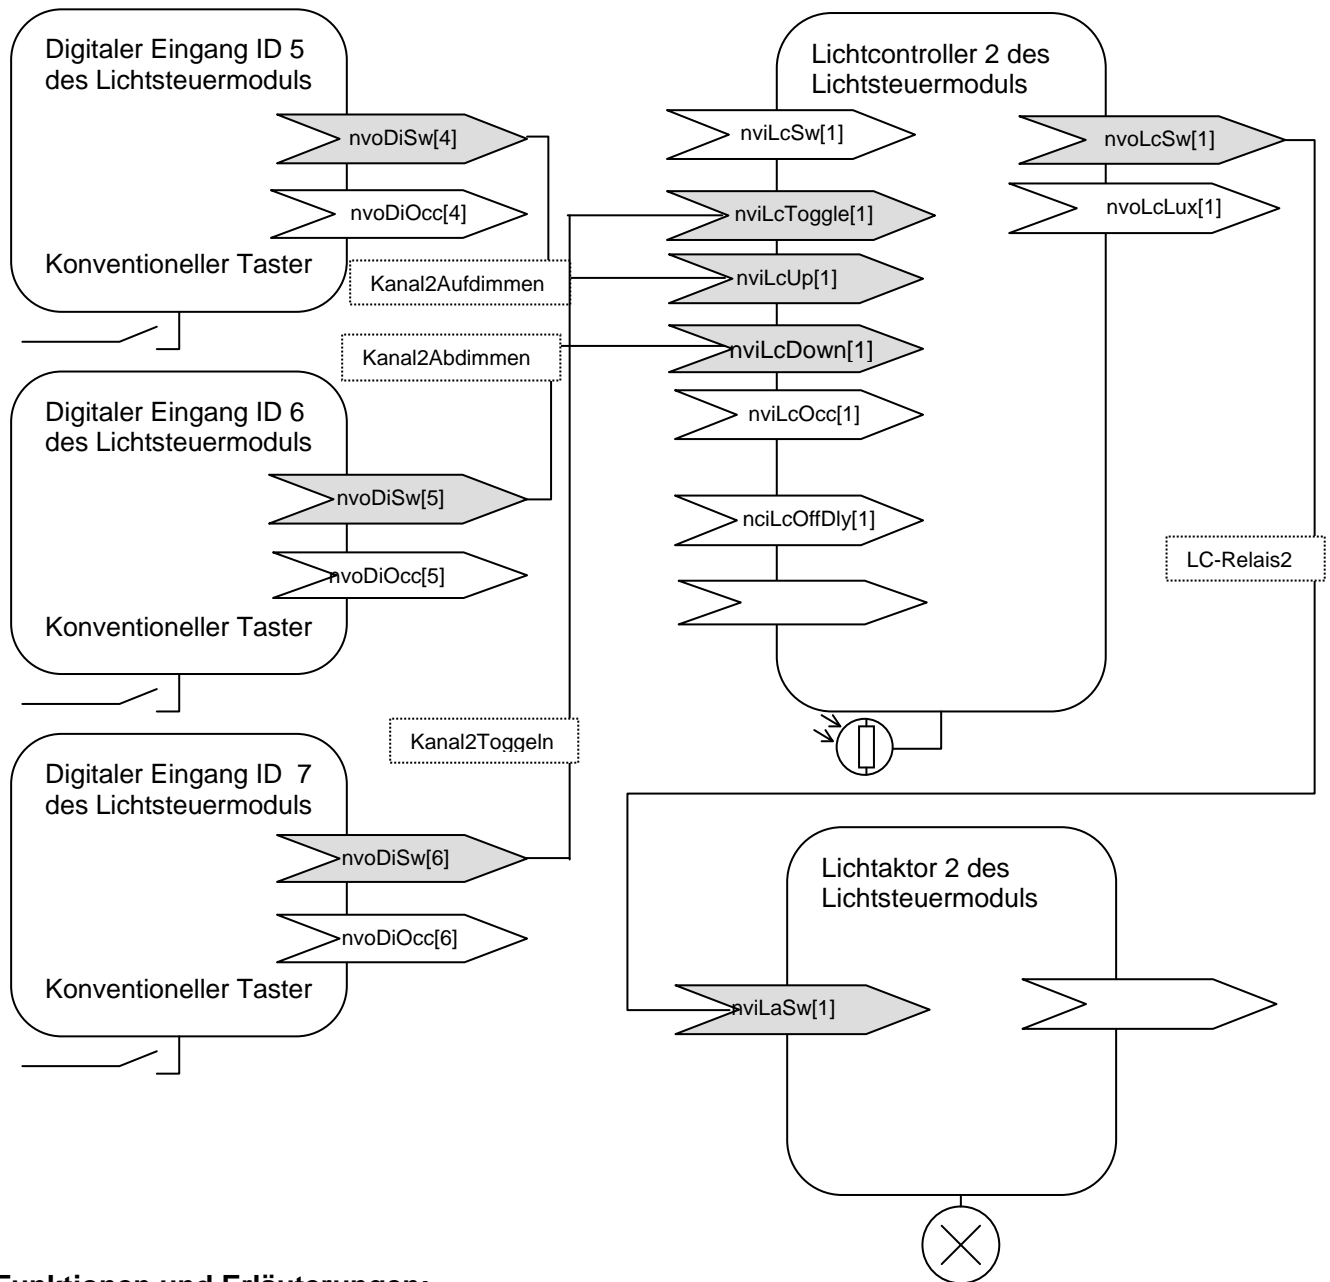 Digitaler Eingang ID 5
des Lichtsteuermoduls
nvoDiSw[4]
nvoDiOcc[4]
Konventioneller Taster
Kanal2Aufdimmen
Kanal2Abdimmen
Digitaler Eingang ID 6
des Lichtsteuermoduls
nvoDiSw[5]
nvoDiOcc[5]
Konventioneller Taster
Kanal2Toggeln
Digitaler Eingang ID 7
des Lichtsteuermoduls
nvoDiSw[6]
nvoDiOcc[6]
Konventioneller Taster
Lichtcontroller 2 des
Lichtsteuermoduls
nviLcSw[1]
nviLcToggle[1]
nviLcUp[1]
nviLcDown[1]
nviLcOcc[1]
nciLcOffDly[1]
nvoLcSw[1]
nvoLcLux[1]
LC-Relais2
Lichtaktor 2 des
Lichtsteuermoduls
nviLaSw[1]
Funktionen und Erläuterungen: